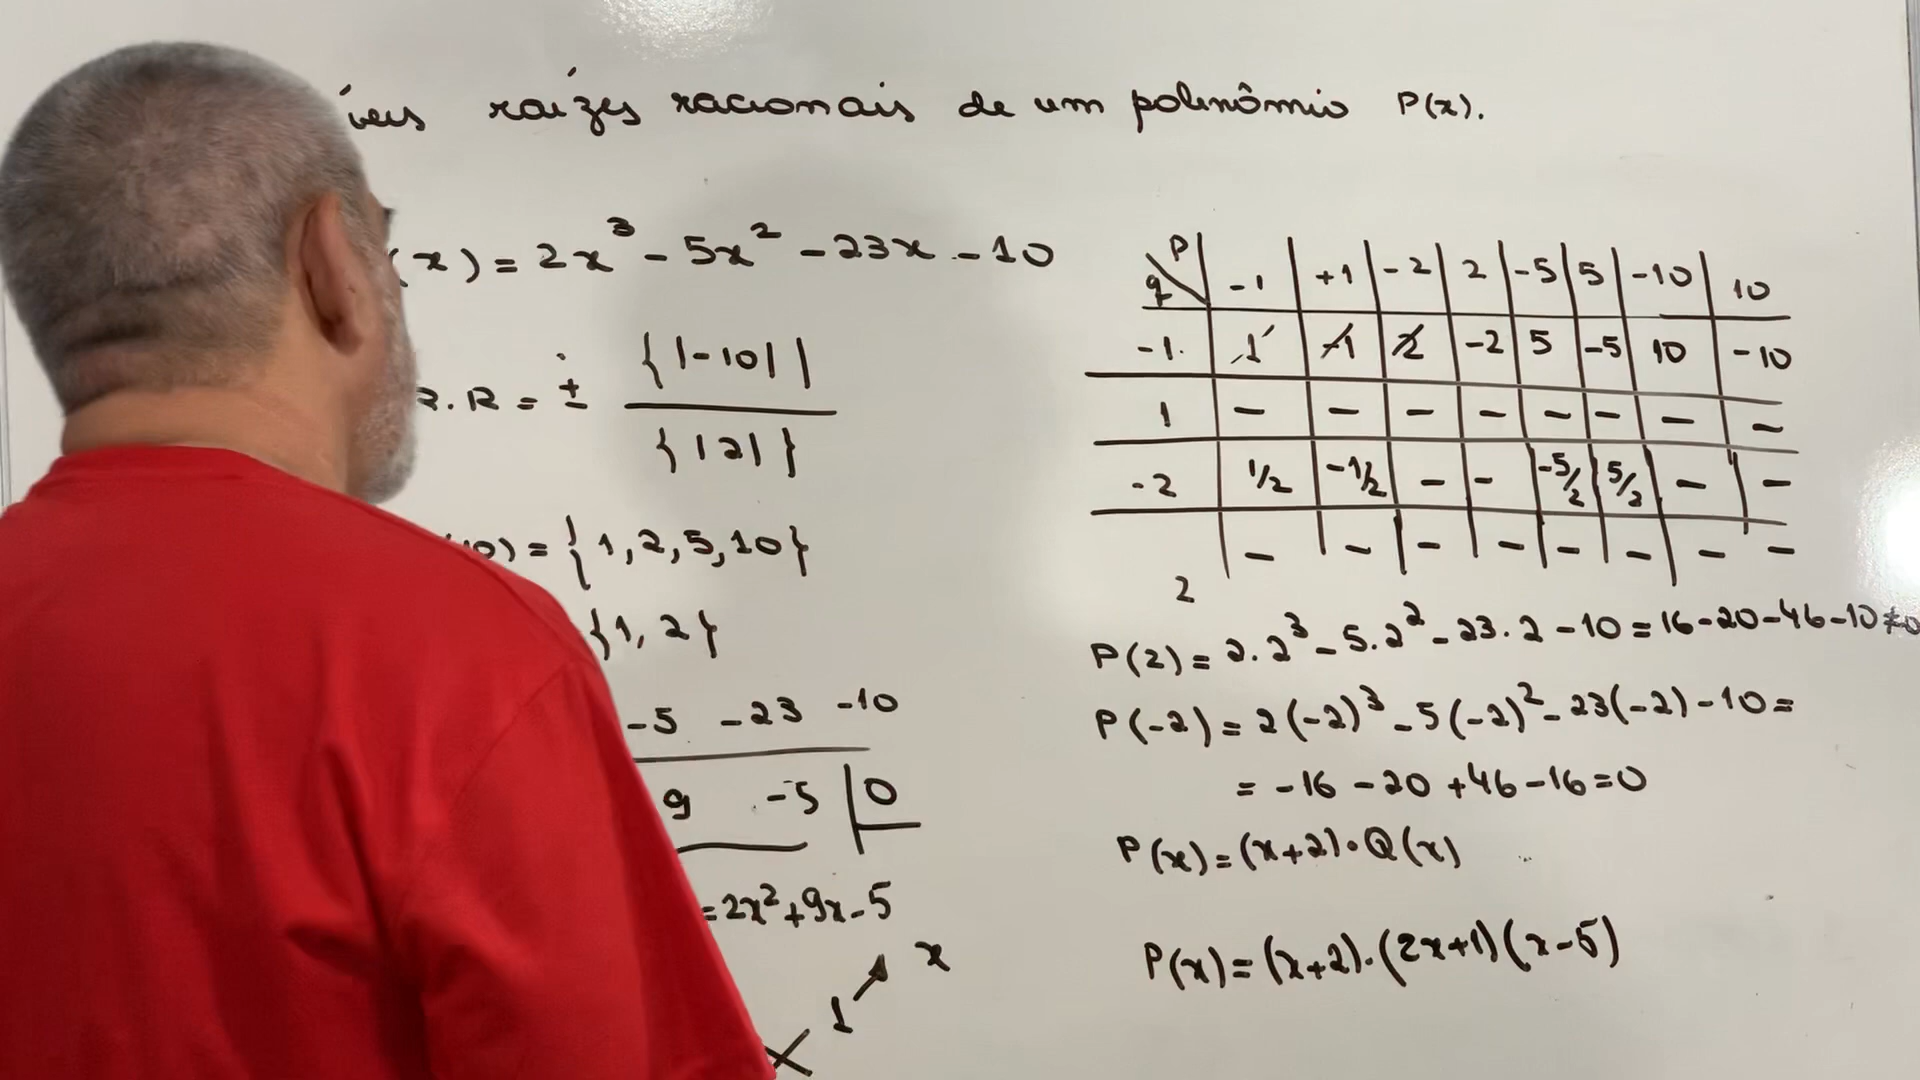 raízes racionais de um polinômio P(x).
(x) = 2x³ - 5x² - 23x - 10
R.R = ± {|-10|} / {|2|}
10) = {1, 2, 5, 10}
{1, 2}
-5 -23 -10
9 -5 | 0
= 2x² + 9x - 5
1 x
P q | -1 | +1 | -2 | 2 | -5 | 5 | -10 | 10
-1 | 1 | -1 | 2 | -2 | 5 | -5 | 10 | -10
1 | - | - | - | - | - | - | - | -
-2 | 1/2 | -1/2 | - | - | -5/2 | 5/2 | - | -
2 | - | - | - | - | - | - | - | -
P(2) = 2.2³ - 5.2² - 23.2 - 10 = 16 - 20 - 46 - 10 ≠ 0
P(-2) = 2(-2)³ - 5(-2)² - 23(-2) - 10 =
= -16 - 20 + 46 - 16 = 0
P(x) = (x+2) • Q(x)
P(x) = (x+2).(2x+1)(x-5)